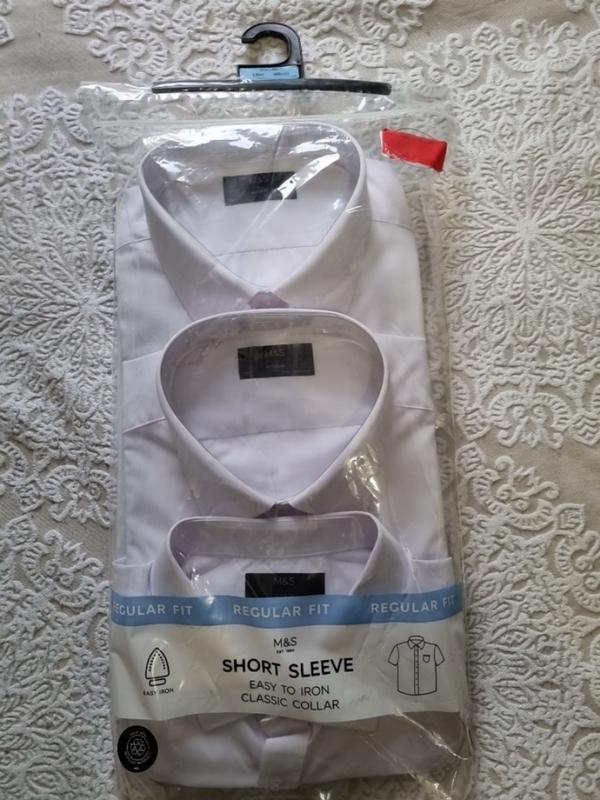 M&S
M&S
REGULAR FIT REGULAR FIT REGULAR FIT
M&S
EST. 1884
SHORT SLEEVE
EASY TO IRON
CLASSIC COLLAR
EASY IRON